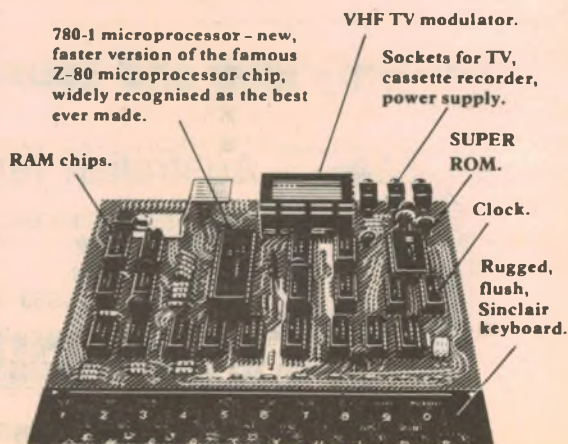 780-1 microprocessor – new,
faster version of the famous
Z-80 microprocessor chip,
widely recognised as the best
ever made.
VHF TV modulator.
Sockets for TV,
cassette recorder,
power supply.
SUPER
ROM.
RAM chips.
Clock.
Rugged,
flush,
Sinclair
keyboard.
1 2 3 4 5 6 7 8 9 0